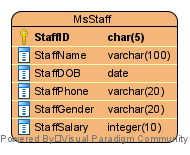 MsStaff
StaffID char(5)
StaffName varchar(100)
StaffDOB date
StaffPhone varchar(20)
StaffGender varchar(20)
StaffSalary integer(10)
Powered By Visual Paradigm Community